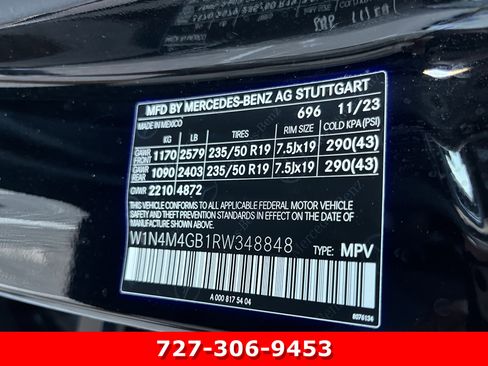 MFD BY MERCEDES-BENZ AG STUTTGART
MADE IN MEXICO 696 11/23
KG LB TIRES RIM SIZE COLD KPA(PSI)
GAWR FRONT 1170 2579 235/50 R19 7.5Jx19 290(43)
GAWR REAR 1090 2403 235/50 R19 7.5Jx19 290(43)
GVWR 2210 4872
THIS VEHICLE CONFORMS TO ALL APPLICABLE FEDERAL MOTOR VEHICLE
SAFETY STANDARDS IN EFFECT ON THE DATE OF MANUFACTURE
SHOWN ABOVE.
W1N4M4GB1RW348848 TYPE: MPV
A 000 817 54 04
727-306-9453